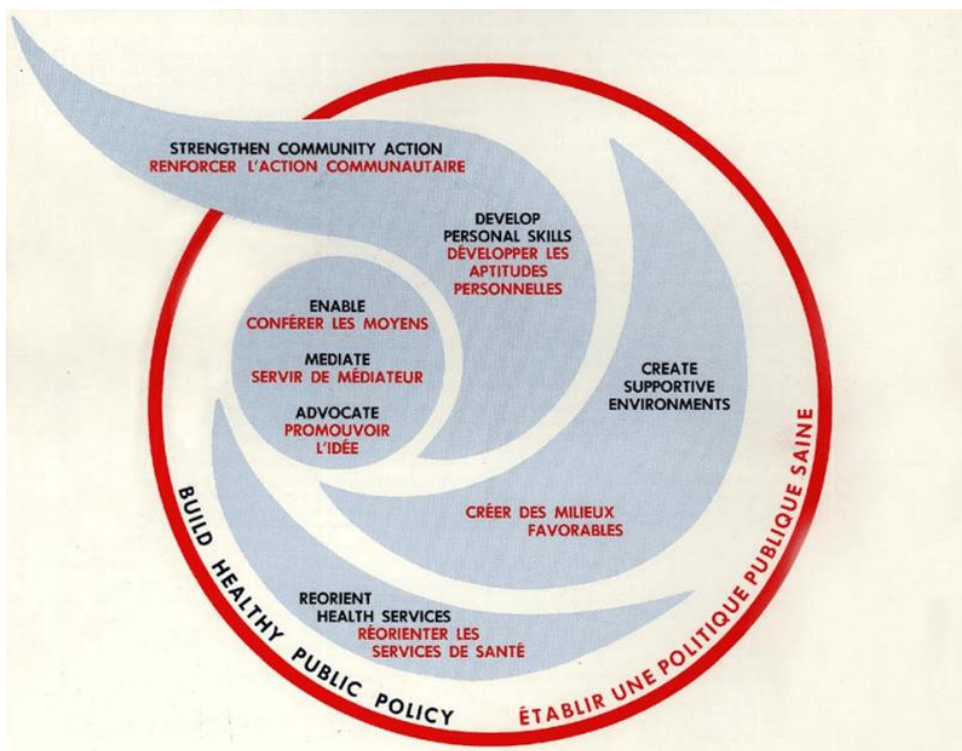 STRENGTHEN COMMUNITY ACTION
RENFORCER L'ACTION COMMUNAUTAIRE
DEVELOP
PERSONAL SKILLS
DÉVELOPPER LES
APTITUDES
PERSONNELLES
ENABLE
CONFÉRER LES MOYENS
MEDIATE
SERVIR DE MÉDIATEUR
ADVOCATE
PROMOUVOIR
L'IDÉE
CREATE
SUPPORTIVE
ENVIRONMENTS
CRÉER DES MILIEUX
FAVORABLES
REORIENT
HEALTH SERVICES
RÉORIENTER LES
SERVICES DE SANTÉ
BUILD HEALTHY PUBLIC POLICY
ÉTABLIR UNE POLITIQUE PUBLIQUE SAINE